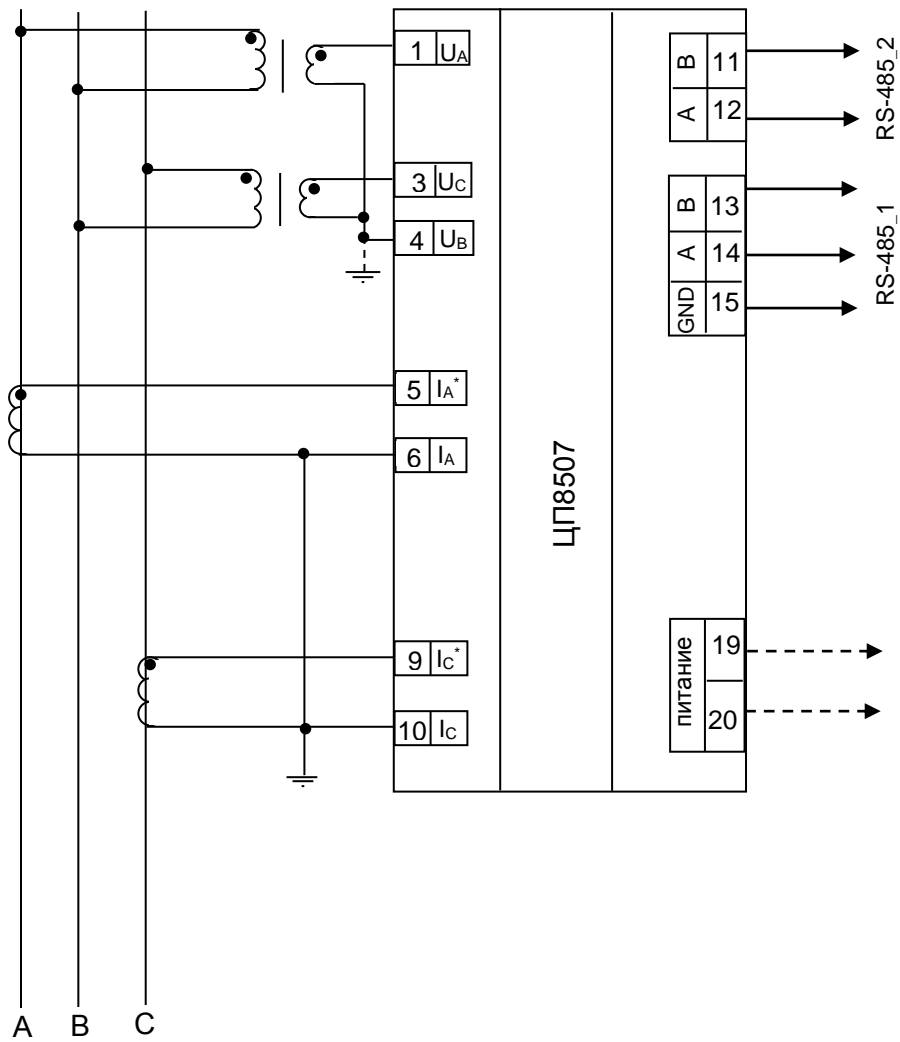 1 UA
3 UC
4 UB
5 IA*
6 IA
9 IC*
10 IC
ЦП8507
B 11
A 12
RS-485_2
B 13
A 14
GND 15
RS-485_1
питание
19
20
A B C